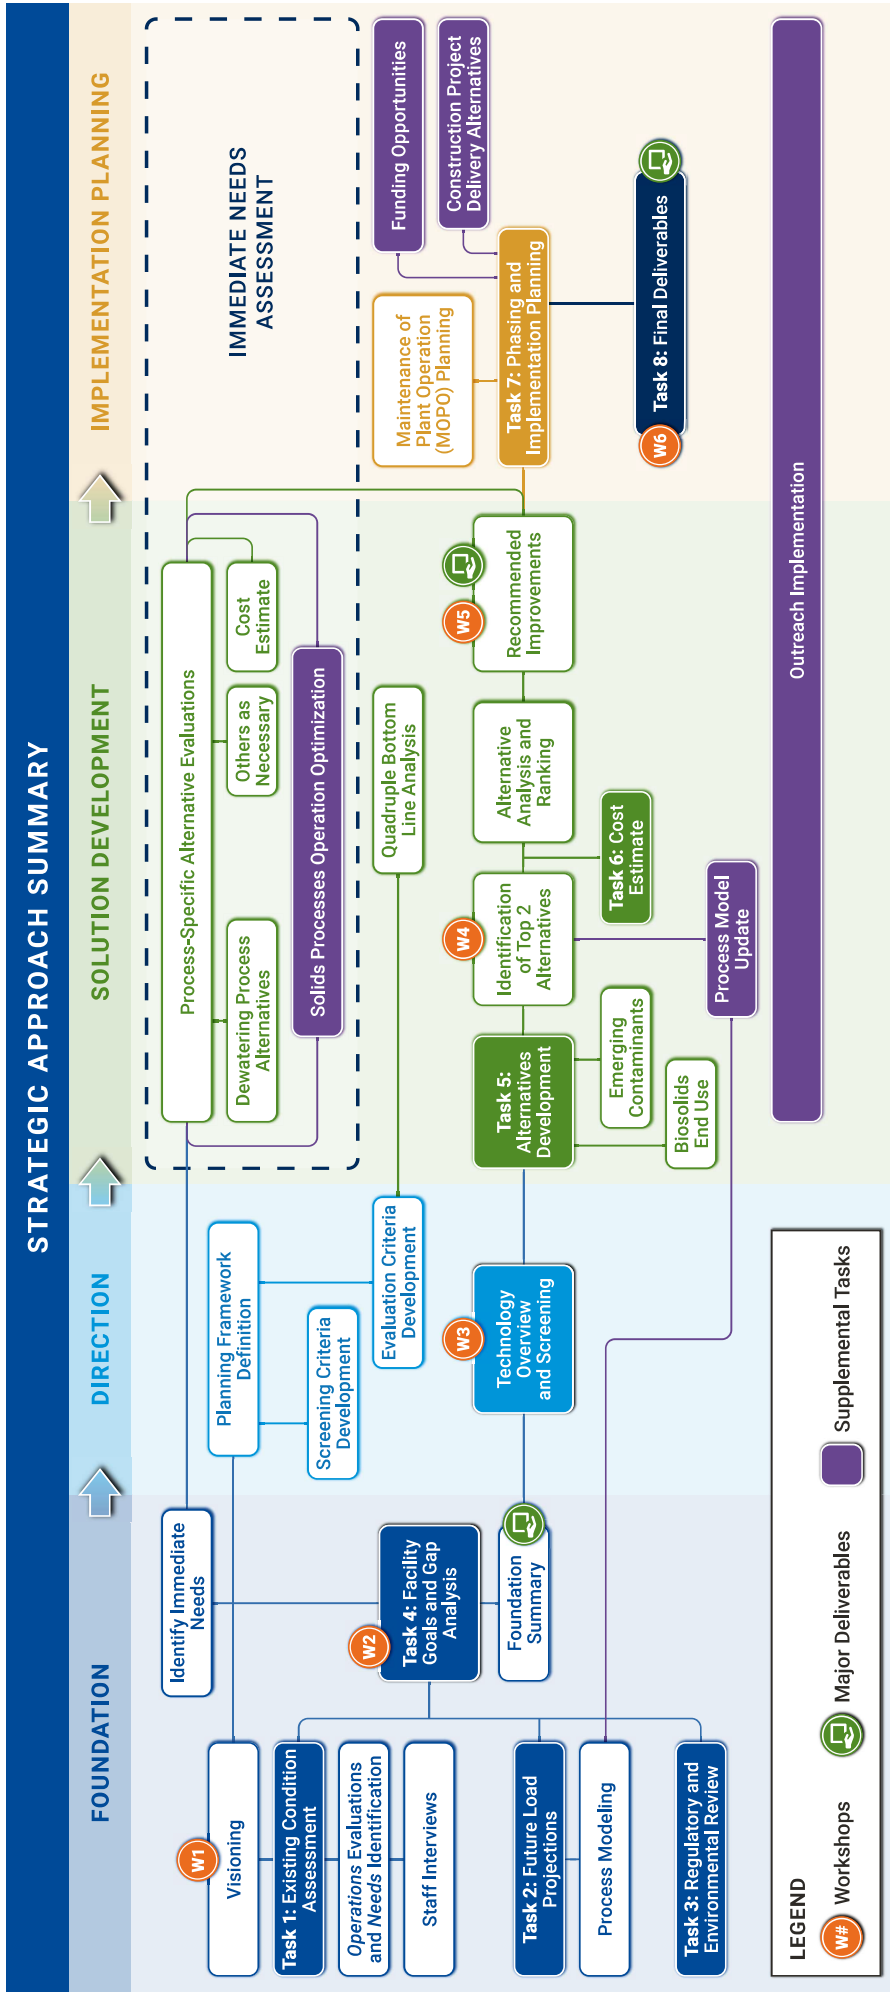 STRATEGIC APPROACH SUMMARY
FOUNDATION
DIRECTION
SOLUTION DEVELOPMENT
IMPLEMENTATION PLANNING
W1
Visioning
Task 1: Existing Condition
Assessment
Operations Evaluations
and Needs Identification
Staff Interviews
Task 2: Future Load
Projections
Process Modeling
Task 3: Regulatory and
Environmental Review
Identify Immediate
Needs
W2
Task 4: Facility
Goals and Gap
Analysis
Foundation
Summary
Planning Framework
Definition
Screening Criteria
Development
Evaluation Criteria
Development
W3
Technology
Overview
and Screening
Process-Specific Alternative Evaluations
Dewatering Process
Alternatives
Others as
Necessary
Cost
Estimate
Solids Processes Operation Optimization
Quadruple Bottom
Line Analysis
Task 5:
Alternatives
Development
Emerging
Contaminants
Biosolids
End Use
W4
Identification
of Top 2
Alternatives
Task 6: Cost
Estimate
Process Model
Update
Alternative
Analysis and
Ranking
W5
Recommended
Improvements
IMMEDIATE NEEDS
ASSESSMENT
Maintenance of
Plant Operation
(MOPO) Planning
Funding Opportunities
Construction Project
Delivery Alternatives
Task 7: Phasing and
Implementation Planning
W6
Task 8: Final Deliverables
Outreach Implementation
LEGEND
W#
Workshops
Major Deliverables
Supplemental Tasks